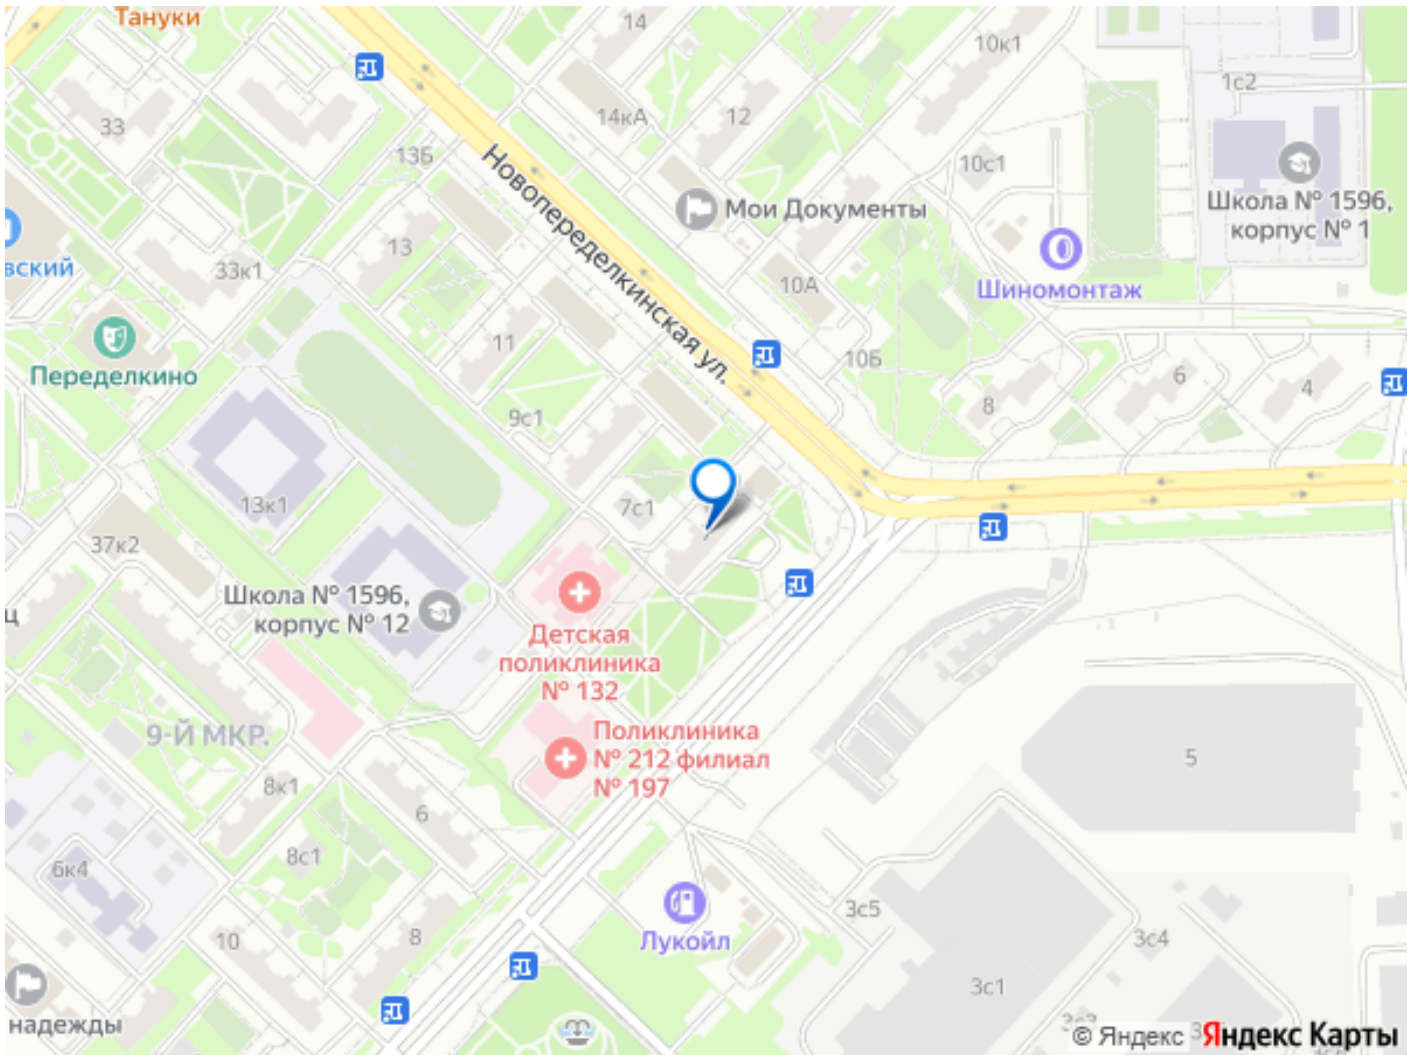 Тануки
14
10к1
1с2
33
14кА
12
13Б
10с1
Школа № 1596,
корпус № 1
Мои Документы
Новопеределкинская ул.
13
33к1
вский
10А
Шиномонтаж
11
10Б
Переделкино
6
4
8
9с1
13к1
7с1
37к2
Школа № 1596,
корпус № 12
ц
Детская
поликлиника
№ 132
9-Й МКР.
Поликлиника
№ 212 филиал
№ 197
5
8к1
6
8с1
6к4
3с5
10
8
Лукойл
3с4
3с1
надежды
© Яндекс Яндекс Карты